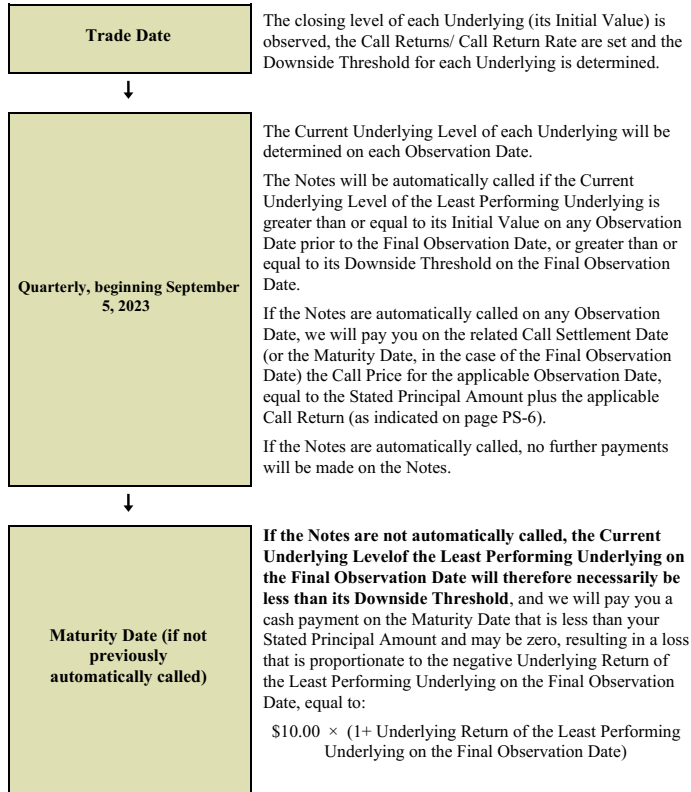 Trade Date
The closing level of each Underlying (its Initial Value) is
observed, the Call Returns/ Call Return Rate are set and the
Downside Threshold for each Underlying is determined.
Quarterly, beginning September
5, 2023
The Current Underlying Level of each Underlying will be
determined on each Observation Date.
The Notes will be automatically called if the Current
Underlying Level of the Least Performing Underlying is
greater than or equal to its Initial Value on any Observation
Date prior to the Final Observation Date, or greater than or
equal to its Downside Threshold on the Final Observation
Date.
If the Notes are automatically called on any Observation
Date, we will pay you on the related Call Settlement Date
(or the Maturity Date, in the case of the Final Observation
Date) the Call Price for the applicable Observation Date,
equal to the Stated Principal Amount plus the applicable
Call Return (as indicated on page PS-6).
If the Notes are automatically called, no further payments
will be made on the Notes.
Maturity Date (if not
previously
automatically called)
If the Notes are not automatically called, the Current
Underlying Levelof the Least Performing Underlying on
the Final Observation Date will therefore necessarily be
less than its Downside Threshold, and we will pay you a
cash payment on the Maturity Date that is less than your
Stated Principal Amount and may be zero, resulting in a loss
that is proportionate to the negative Underlying Return of
the Least Performing Underlying on the Final Observation
Date, equal to:
$10.00 × (1+ Underlying Return of the Least Performing
Underlying on the Final Observation Date)